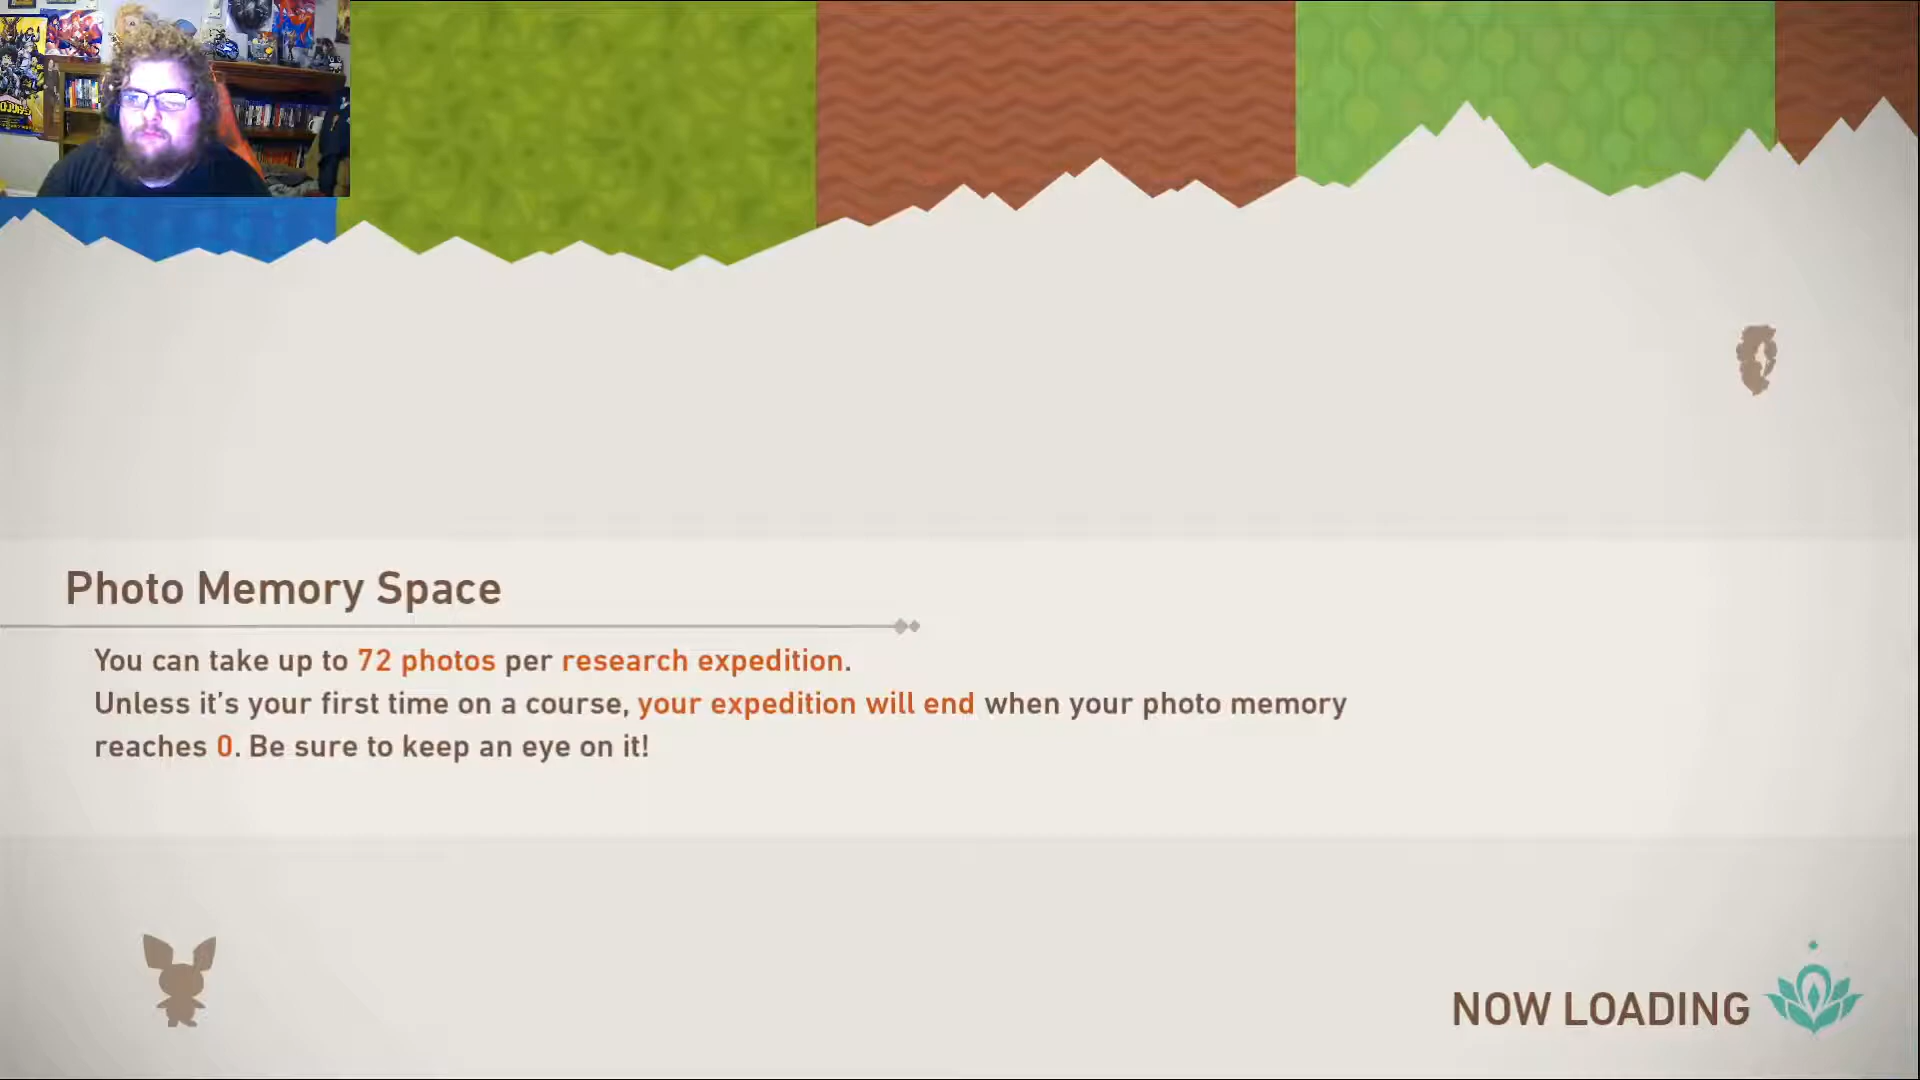 Photo Memory Space
You can take up to 72 photos per research expedition.
Unless it's your first time on a course, your expedition will end when your photo memory
reaches 0. Be sure to keep an eye on it!
NOW LOADING